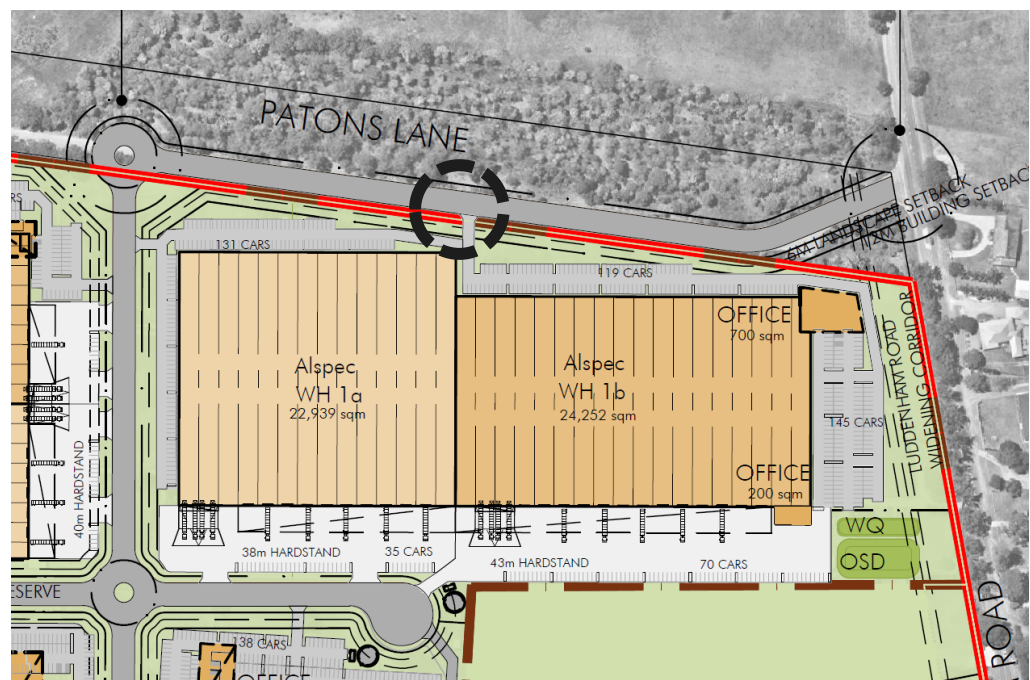 PATONS LANE
6M LANDSCAPE SETBACK
12M BUILDING SETBACK
131 CARS
119 CARS
OFFICE
700 sqm
Alspec
WH 1a
22,939 sqm
Alspec
WH 1b
24,252 sqm
LUDDENHAM ROAD
WIDENING CORRIDOR
145 CARS
OFFICE
200 sqm
40m HARDSTAND
38m HARDSTAND
35 CARS
43m HARDSTAND
70 CARS
WQ
OSD
ESERVE
ROAD
138 CARS
OFFICE
RS